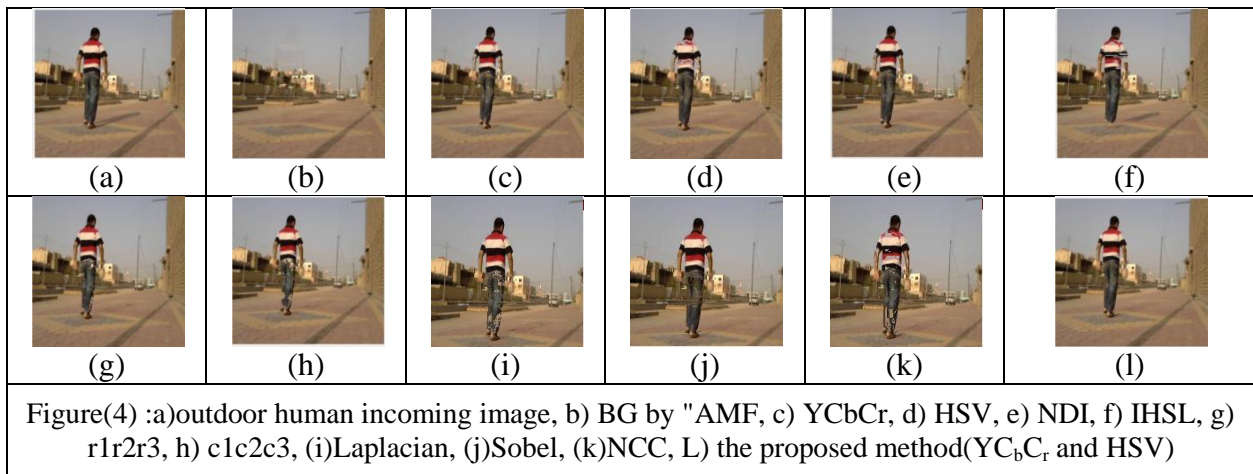 (a) (b) (c) (d) (e) (f)
(g) (h) (i) (j) (k) (l)
Figure(4) :a)outdoor human incoming image, b) BG by "AMF, c) YCbCr, d) HSV, e) NDI, f) IHSL, g)
r1r2r3, h) c1c2c3, (i)Laplacian, (j)Sobel, (k)NCC, L) the proposed method(YCbCr and HSV)